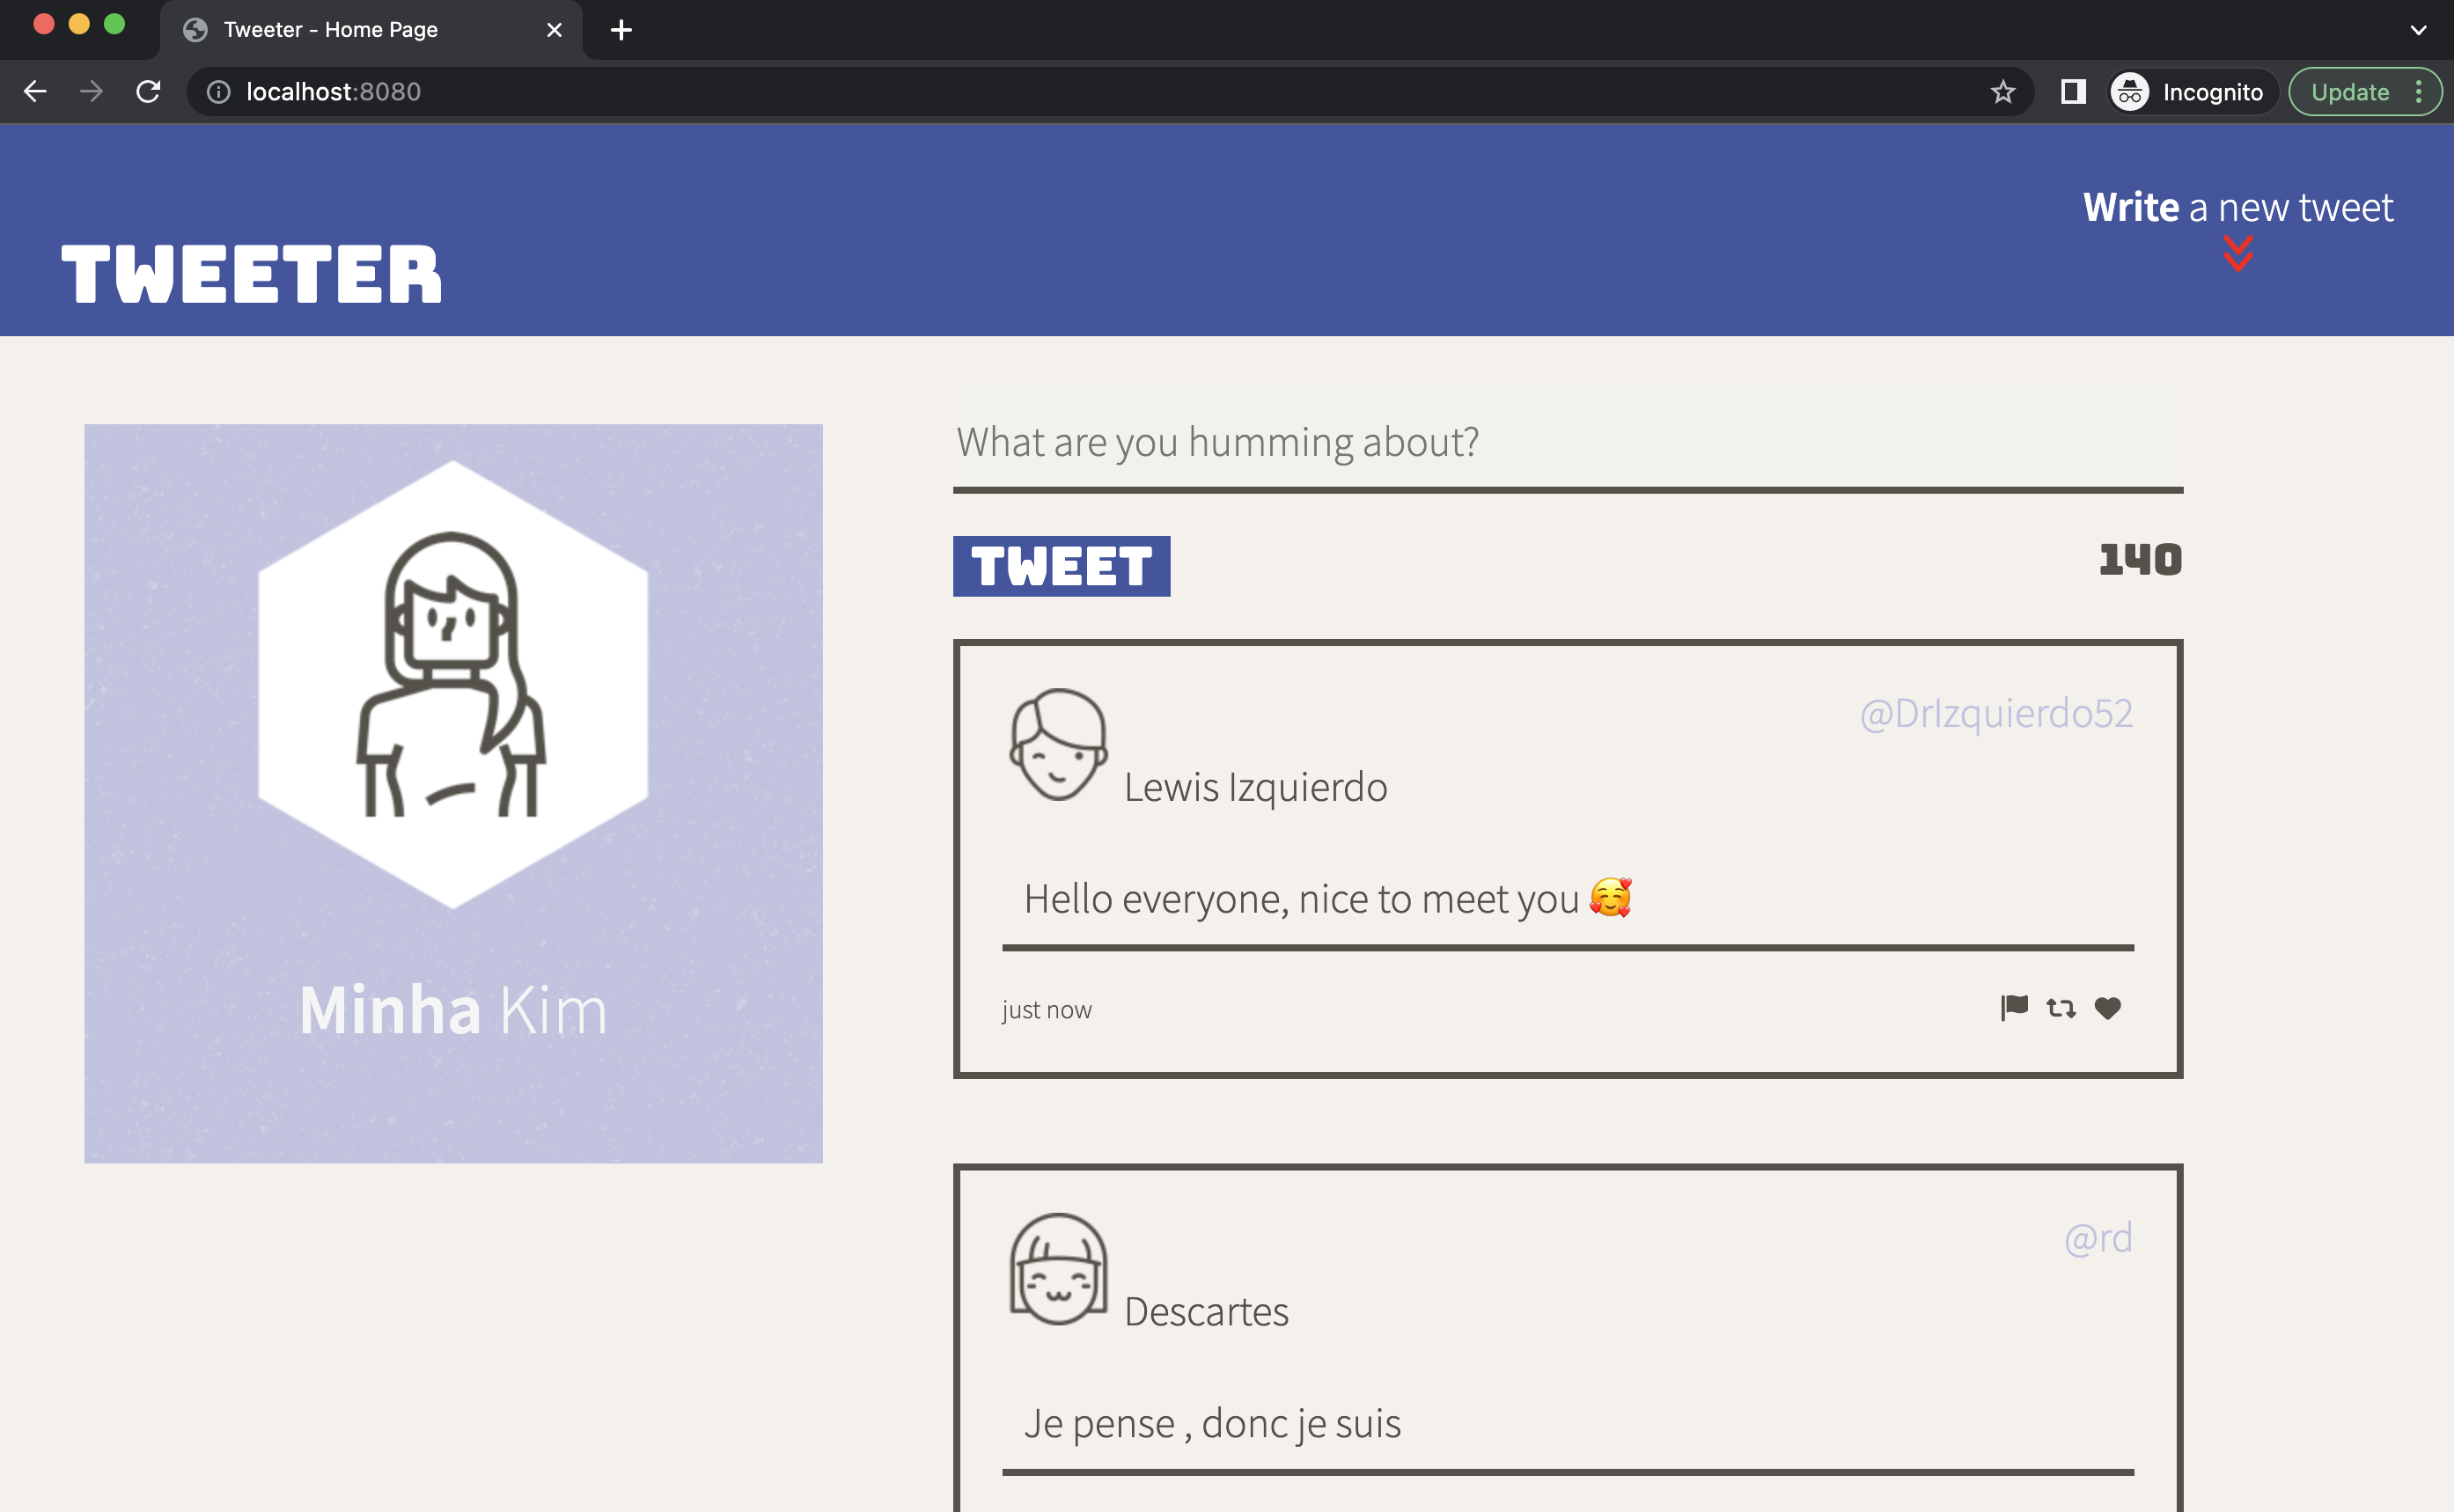 Tweeter - Home Page
localhost:8080
Incognito
Update
Write a new tweet
TWEETER
What are you humming about?
TWEET
140
Minha Kim
@DrIzquierdo52
Lewis Izquierdo
Hello everyone, nice to meet you 🥰
just now
@rd
Descartes
Je pense , donc je suis